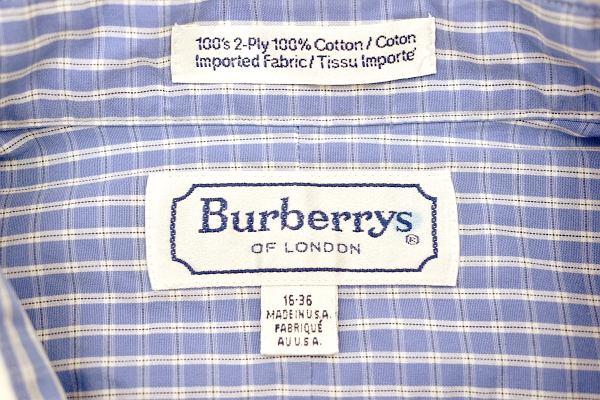 100's 2-Ply 100% Cotton / Coton
Imported Fabric / Tissu Importe'
Burberrys®
OF LONDON
16-36
MADE IN U.S.A.
FABRIQUÉ
AU U.S.A.